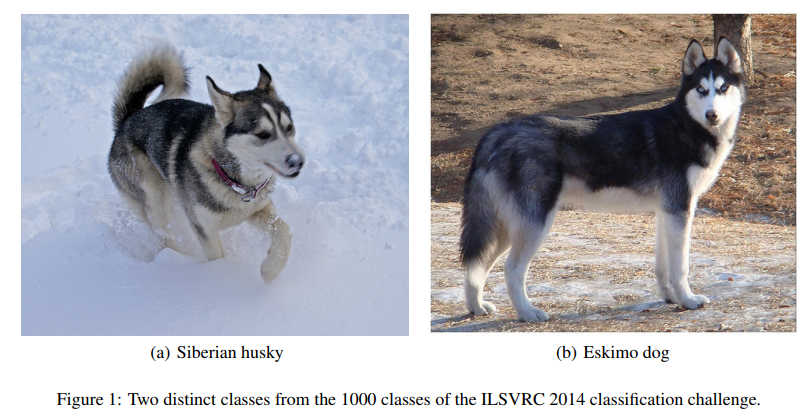 (a) Siberian husky
(b) Eskimo dog
Figure 1: Two distinct classes from the 1000 classes of the ILSVRC 2014 classification challenge.